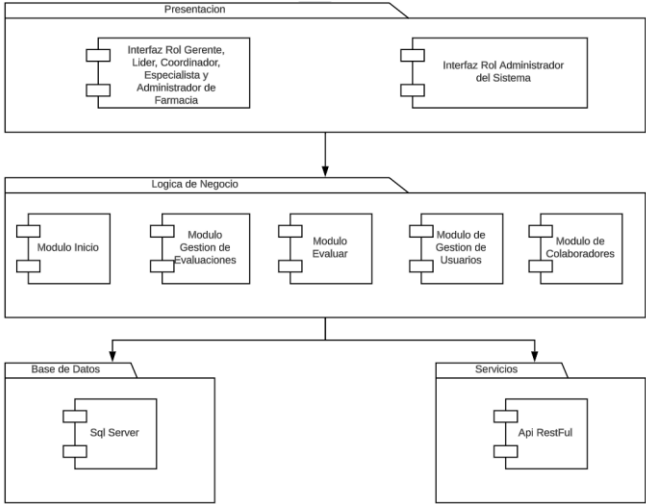 Presentacion
Interfaz Rol Gerente,
Lider, Coordinador,
Especialista y
Administrador de
Farmacia
Interfaz Rol Administrador
del Sistema
Logica de Negocio
Modulo Inicio
Modulo
Gestion de
Evaluaciones
Modulo
Evaluar
Modulo de
Gestion de
Usuarios
Modulo de
Colaboradores
Base de Datos
Sql Server
Servicios
Api RestFul